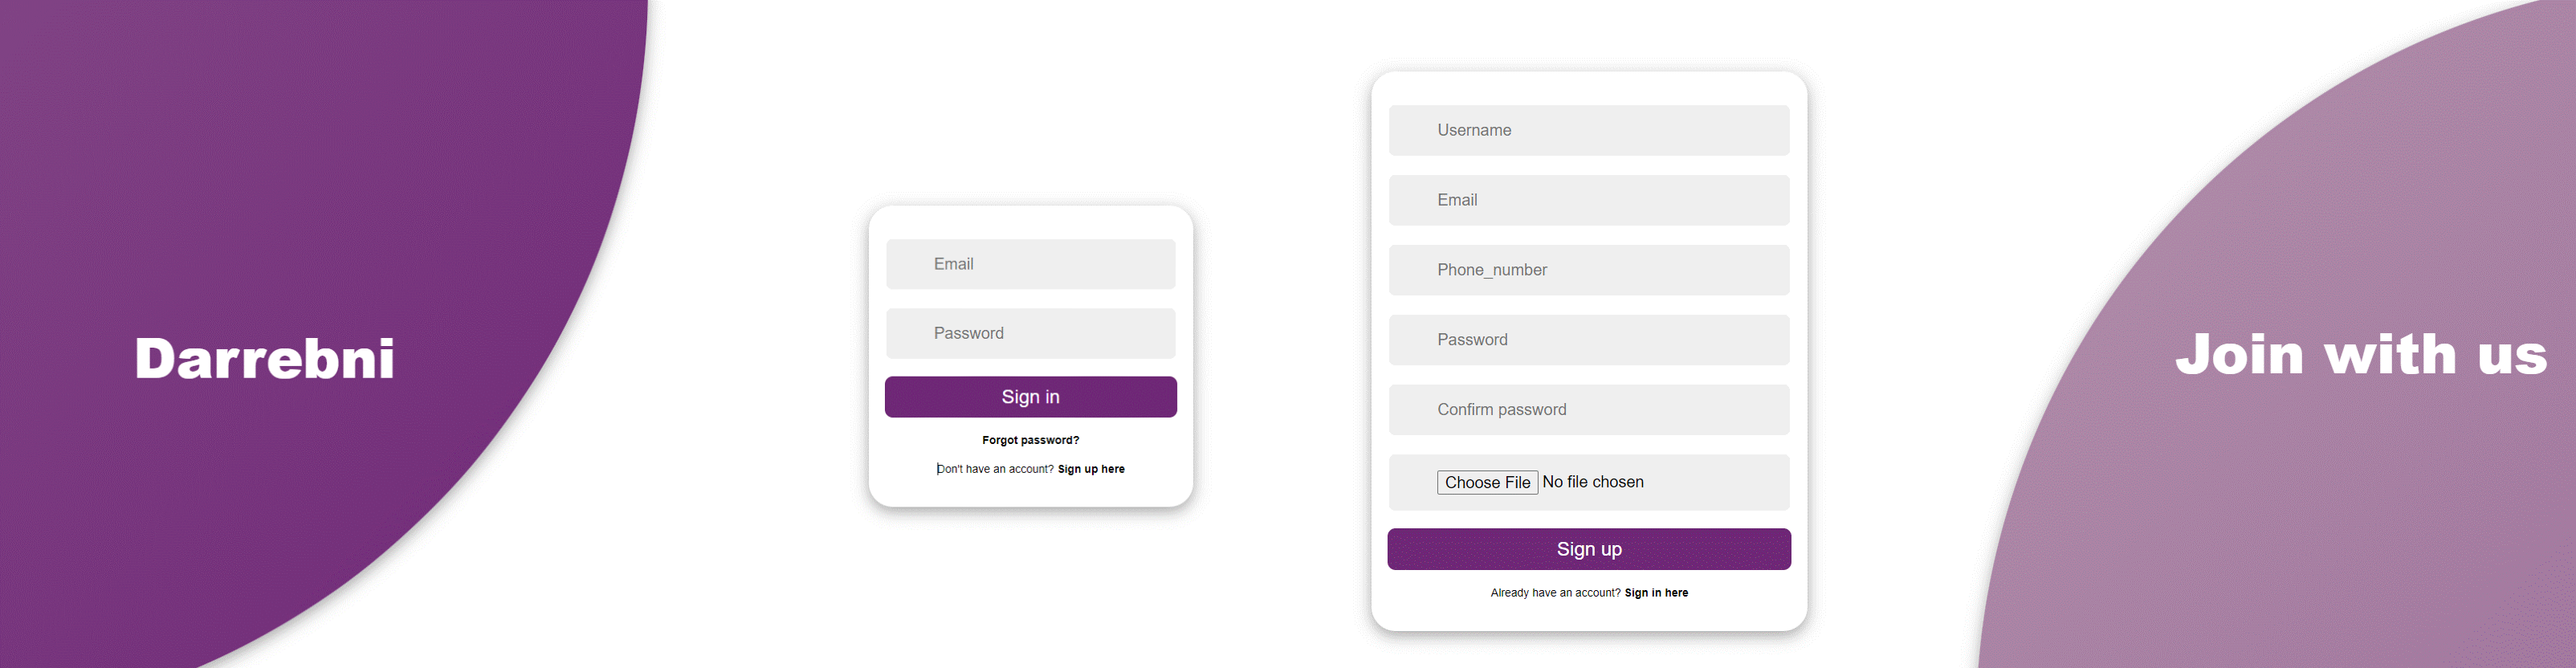 Darrebni
Email
Password
Sign in
Forgot password?
Don't have an account? Sign up here
Username
Email
Phone_number
Password
Confirm password
Choose File No file chosen
Sign up
Already have an account? Sign in here
Join with us